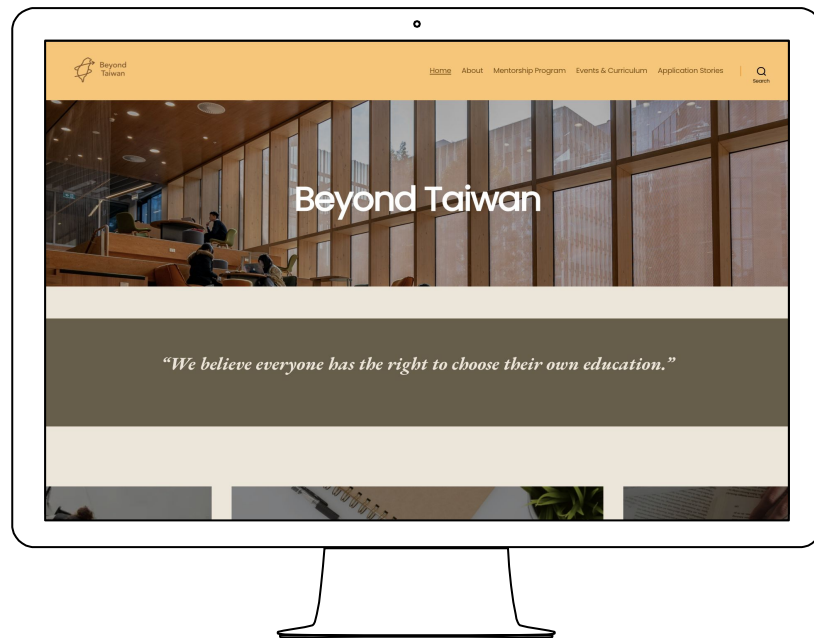 Beyond
Taiwan
Home About Mentorship Program Events & Curriculum Application Stories
Search
Beyond Taiwan
“We believe everyone has the right to choose their own education.”